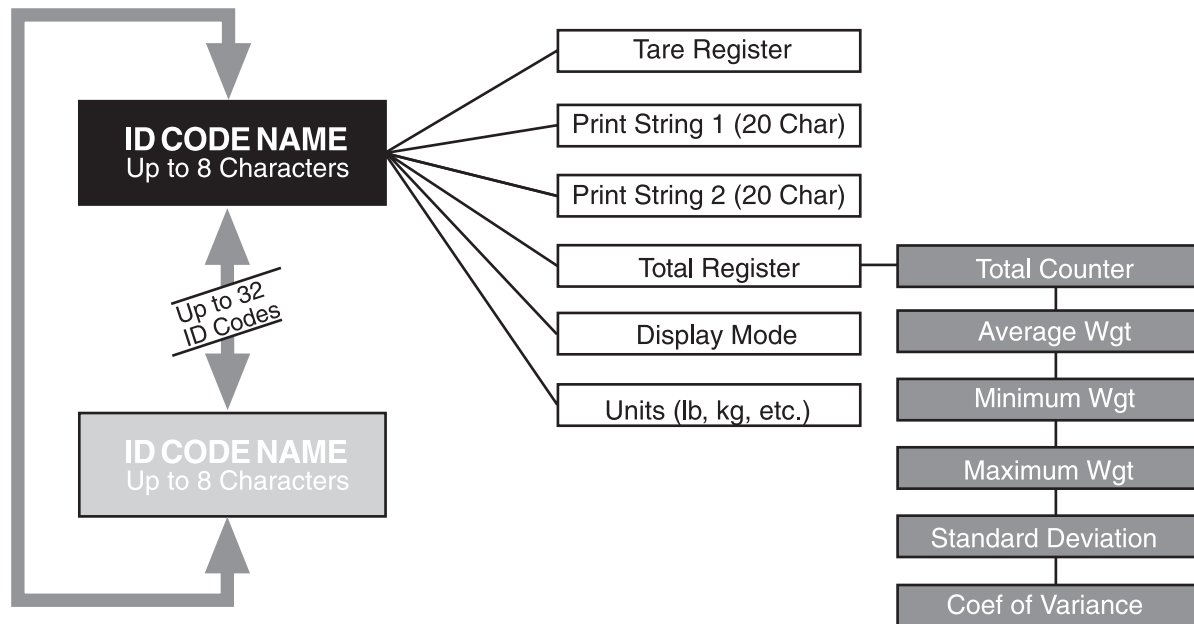 ID CODE NAME
Up to 8 Characters
Up to 32
ID Codes
ID CODE NAME
Up to 8 Characters
Tare Register
Print String 1 (20 Char)
Print String 2 (20 Char)
Total Register
Display Mode
Units (lb, kg, etc.)
Total Counter
Average Wgt
Minimum Wgt
Maximum Wgt
Standard Deviation
Coef of Variance